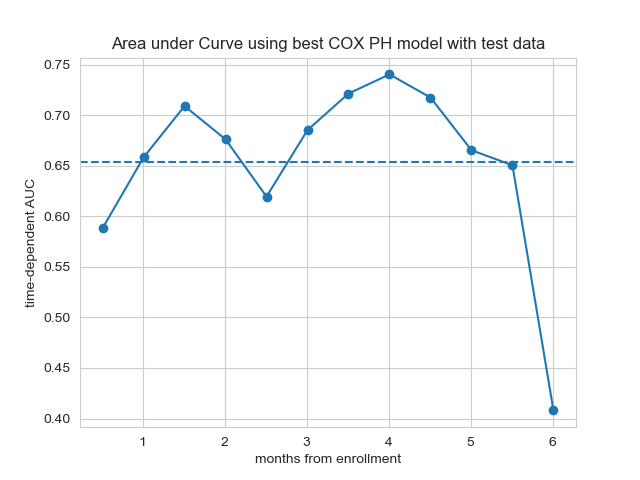 Area under Curve using best COX PH model with test data
time-dependent AUC
0.75
0.70
0.65
0.60
0.55
0.50
0.45
0.40
1 2 3 4 5 6
months from enrollment